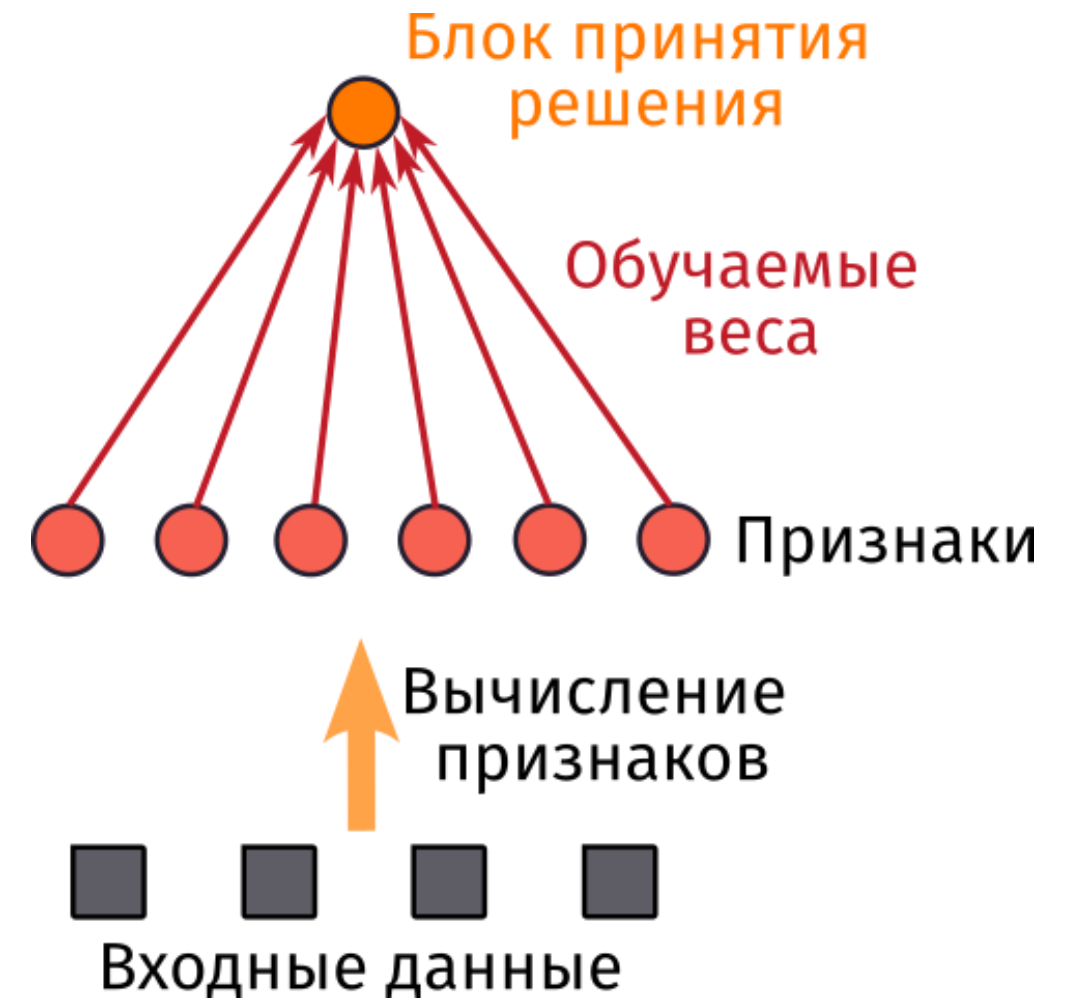 Блок принятия
решения
Обучаемые
веса
Признаки
Вычисление
признаков
Входные данные